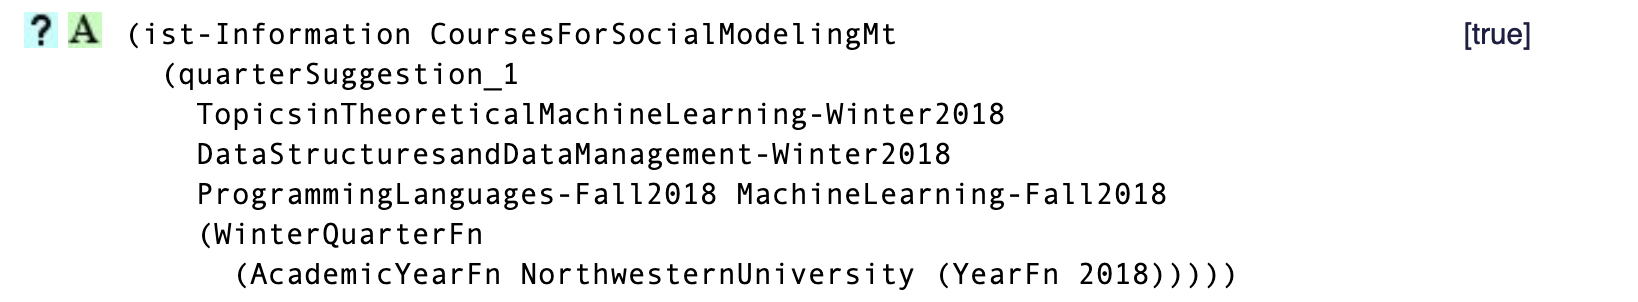 ? A (ist-Information CoursesForSocialModelingMt [true]
(quarterSuggestion_1
TopicsinTheoreticalMachineLearning-Winter2018
DataStructuresandDataManagement-Winter2018
ProgrammingLanguages-Fall2018 MachineLearning-Fall2018
(WinterQuarterFn
(AcademicYearFn NorthwesternUniversity (YearFn 2018)))))